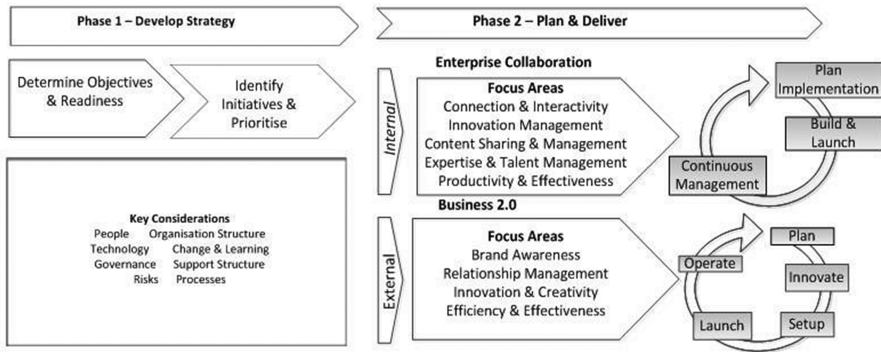 Phase 1 – Develop Strategy
Phase 2 – Plan & Deliver
Determine Objectives
& Readiness
Identify
Initiatives &
Prioritise
Key Considerations
People Organisation Structure
Technology Change & Learning
Governance Support Structure
Risks Processes
Enterprise Collaboration
Internal
Focus Areas
Connection & Interactivity
Innovation Management
Content Sharing & Management
Expertise & Talent Management
Productivity & Effectiveness
Plan
Implementation
Build &
Launch
Continuous
Management
Business 2.0
External
Focus Areas
Brand Awareness
Relationship Management
Innovation & Creativity
Efficiency & Effectiveness
Plan
Innovate
Setup
Launch
Operate